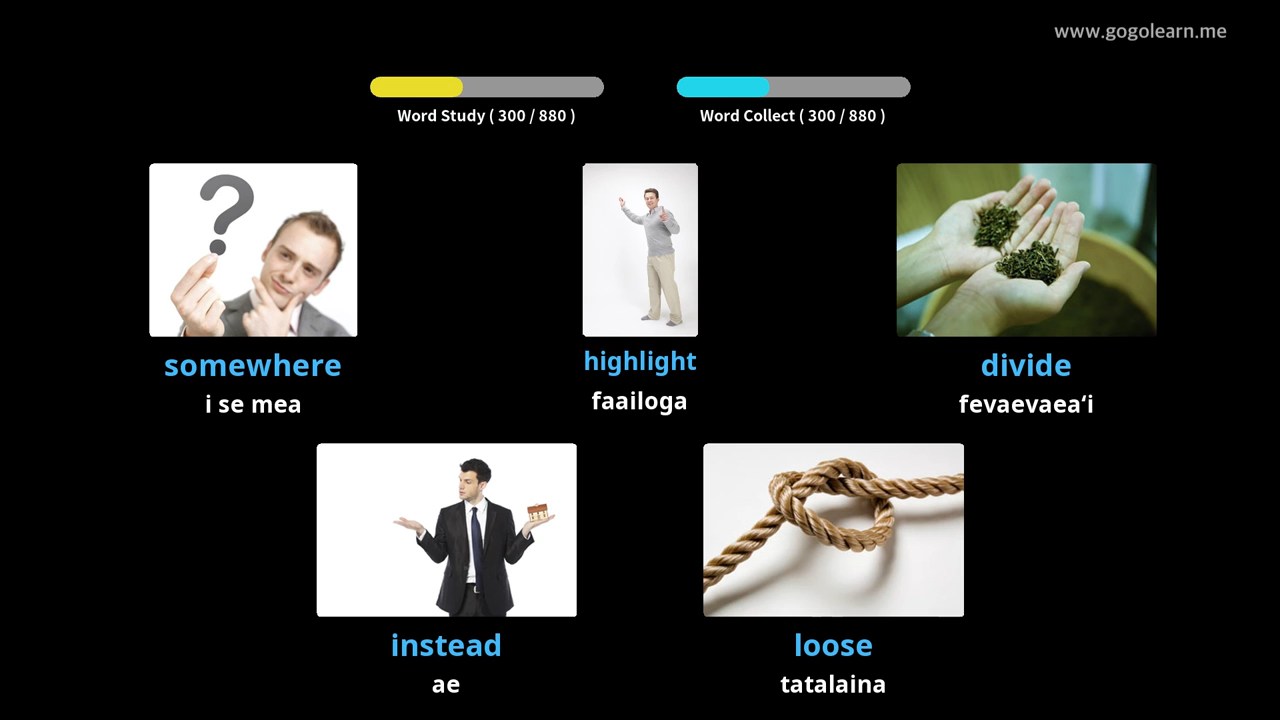 www.gogolearn.me
Word Study ( 300 / 880 )
Word Collect ( 300 / 880 )
?
somewhere
i se mea
highlight
faailoga
divide
fevaevaeaʻi
instead
ae
loose
tatalaina